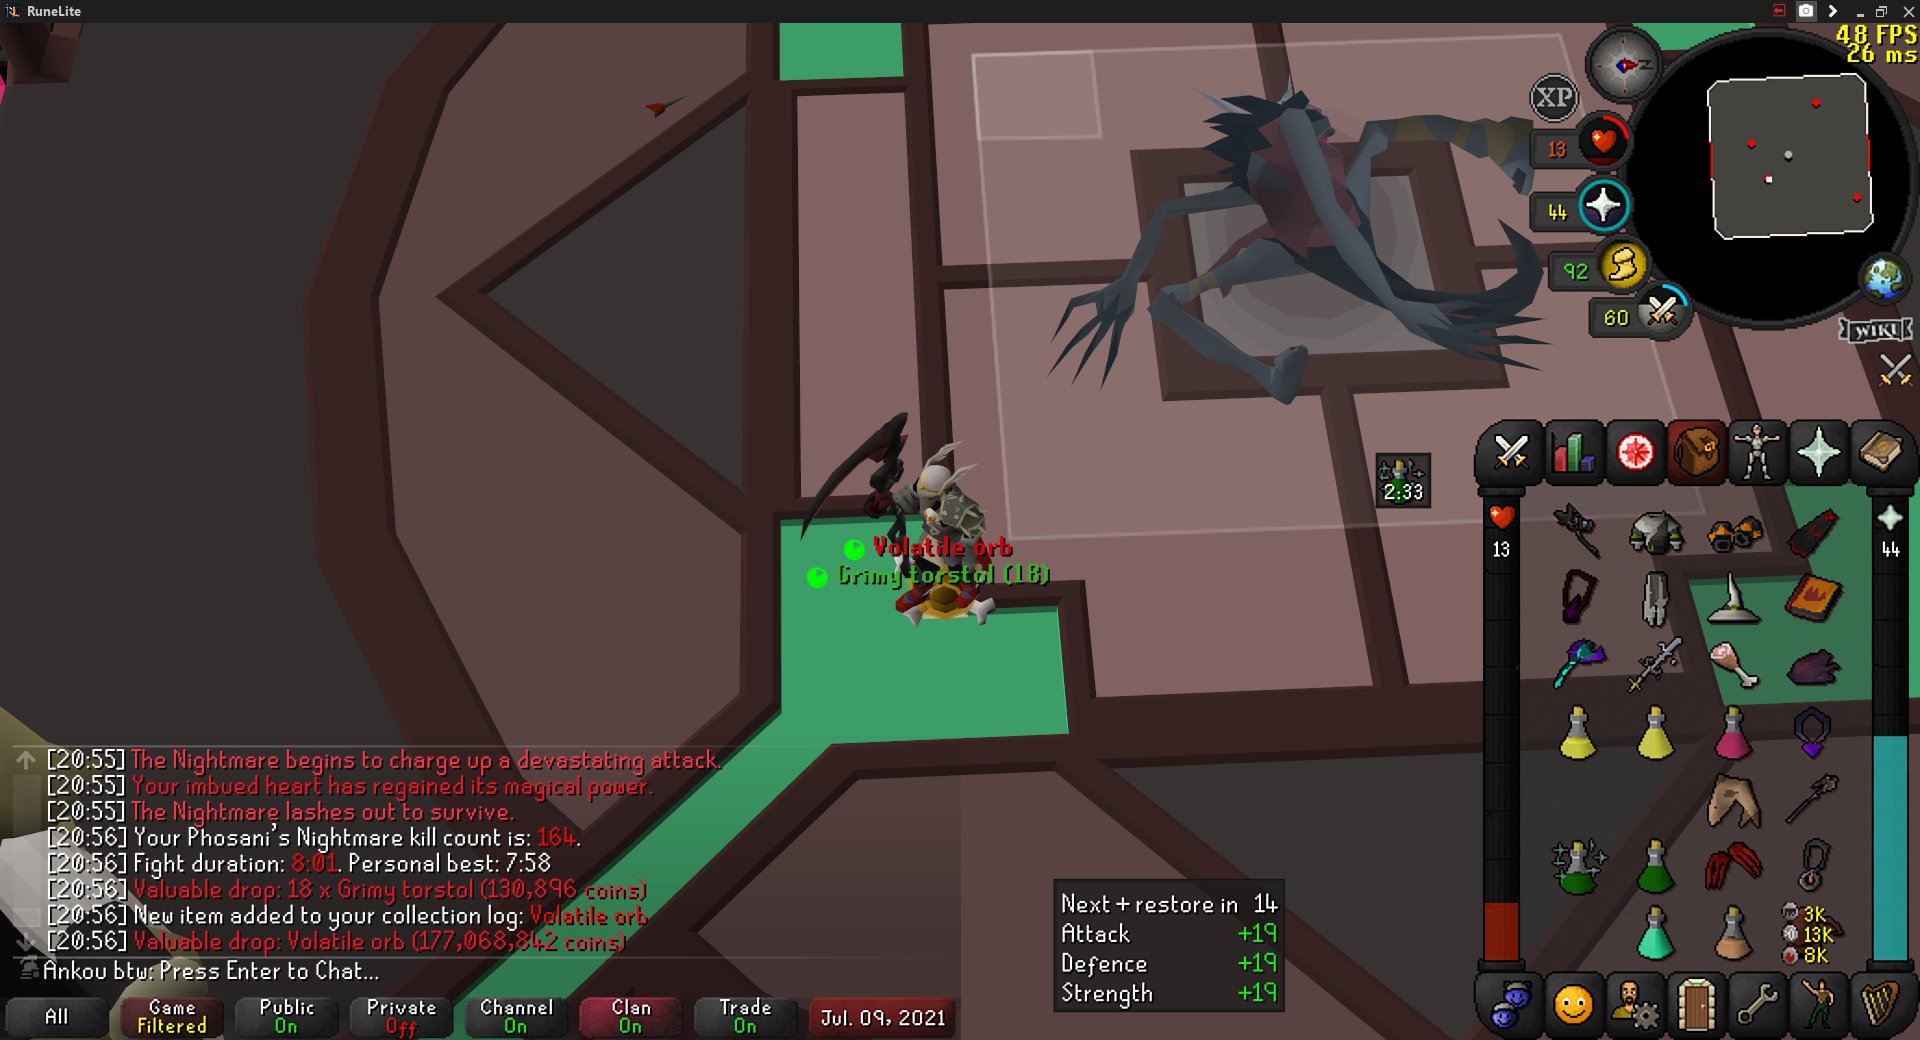 RuneLite
48 FPS
26 ms
XP
13
44
92
60
WIKI
2:33
13
44
Volatile orb
Grimy torstol (18)
3K
13K
8K
[20:55] The Nightmare begins to charge up a devastating attack.
[20:55] Your imbued heart has regained its magical power.
[20:55] The Nightmare lashes out to survive.
[20:56] Your Phosani's Nightmare kill count is: 164.
[20:56] Fight duration: 8:01. Personal best: 7:58
[20:56] Valuable drop: 18 x Grimy torstol (130,896 coins)
[20:56] New item added to your collection log: Volatile orb
[20:56] Valuable drop: Volatile orb (177,068,842 coins)
Ankou btw: Press Enter to Chat...
Next + restore in 14
Attack +19
Defence +19
Strength +19
All
Game
Filtered
Public
On
Private
Off
Channel
On
Clan
On
Trade
On
Jul. 09, 2021